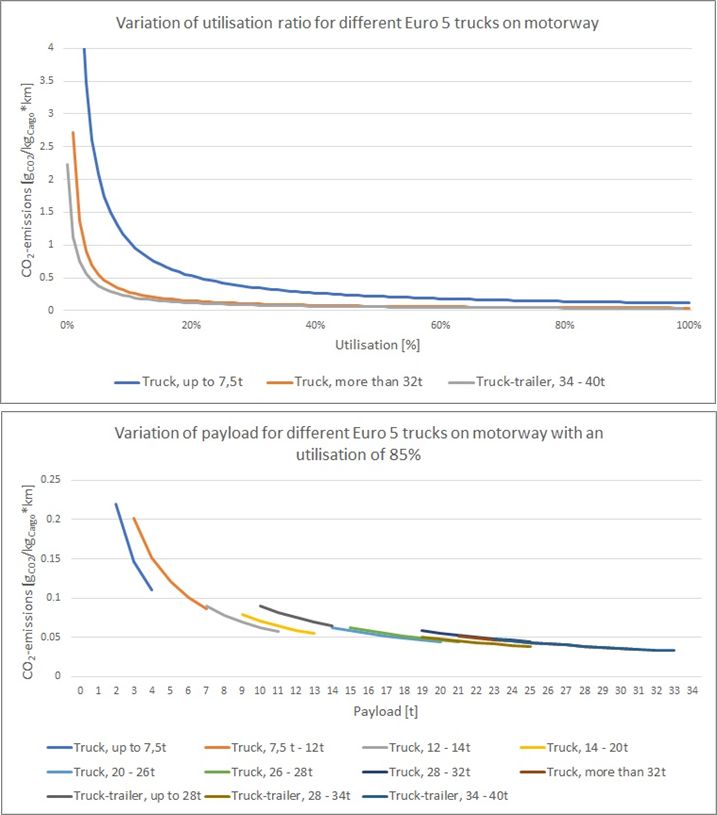 Variation of utilisation ratio for different Euro 5 trucks on motorway
CO2-emissions [gCO2/kgCargo*km]
4
3.5
3
2.5
2
1.5
1
0.5
0
0% 20% 40% 60% 80% 100%
Utilisation [%]
Truck, up to 7,5t Truck, more than 32t Truck-trailer, 34 - 40t
Variation of payload for different Euro 5 trucks on motorway with an
utilisation of 85%
CO2-emissions [gCO2/kgCargo*km]
0.25
0.2
0.15
0.1
0.05
0
0 1 2 3 4 5 6 7 8 9 10 11 12 13 14 15 16 17 18 19 20 21 22 23 24 25 26 27 28 29 30 31 32 33 34
Payload [t]
Truck, up to 7,5t Truck, 7,5 t - 12t Truck, 12 - 14t Truck, 14 - 20t
Truck, 20 - 26t Truck, 26 - 28t Truck, 28 - 32t Truck, more than 32t
Truck-trailer, up to 28t Truck-trailer, 28 - 34t Truck-trailer, 34 - 40t